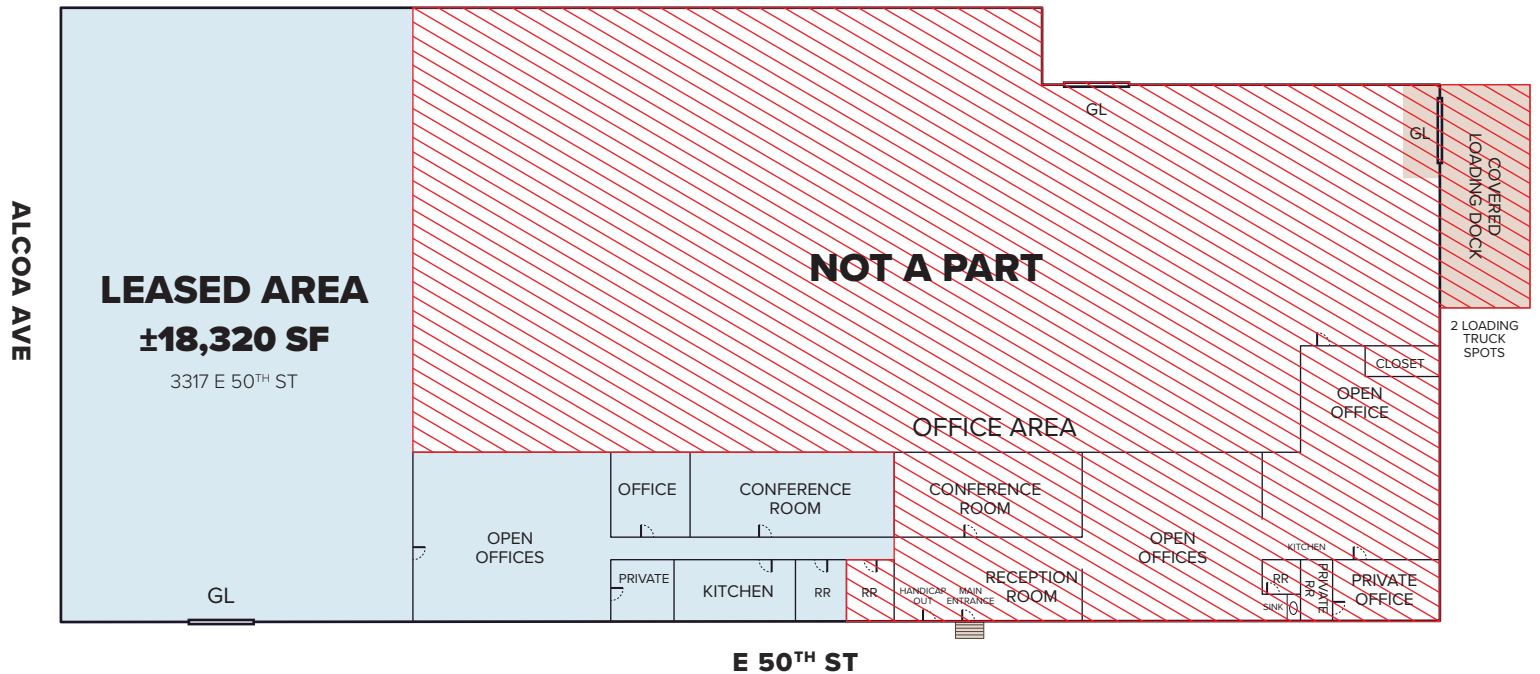 GL
GL
COVERED
LOADING DOCK
ALCOA AVE
NOT A PART
LEASED AREA
±18,320 SF
3317 E 50TH ST
2 LOADING
TRUCK
SPOTS
CLOSET
OPEN
OFFICE
OFFICE AREA
OFFICE
CONFERENCE
ROOM
CONFERENCE
ROOM
OPEN
OFFICES
OPEN
OFFICES
KITCHEN
PRIVATE
KITCHEN
RR
RR
HANDICAP
OUT
MAIN
ENTRANCE
RECEPTION
ROOM
RR
SINK
PRIVATE
RR
PRIVATE
OFFICE
GL
E 50TH ST